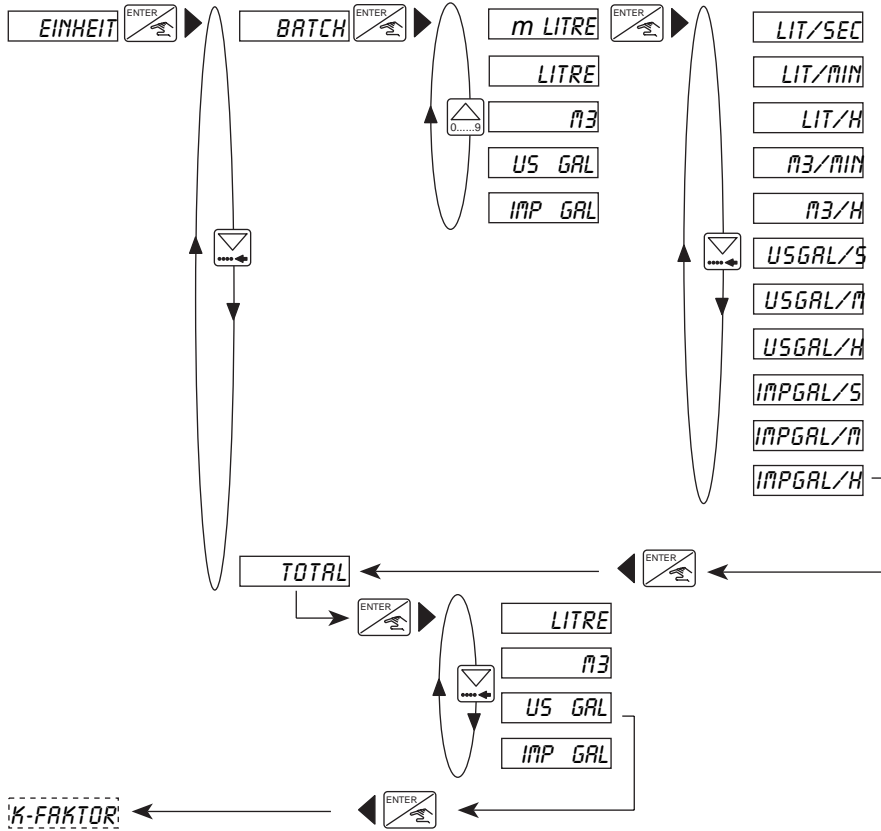 EINHEIT ENTER BATCH ENTER m LITRE ENTER LIT/SEC
LITRE LIT/MIN
0......9 M3 LIT/H
US GAL M3/MIN
IMP GAL M3/H
USGAL/S
USGAL/M
USGAL/H
IMPGAL/S
IMPGAL/M
IMPGAL/H
TOTAL ENTER
ENTER LITRE
M3
US GAL
IMP GAL
K-FAKTOR ENTER